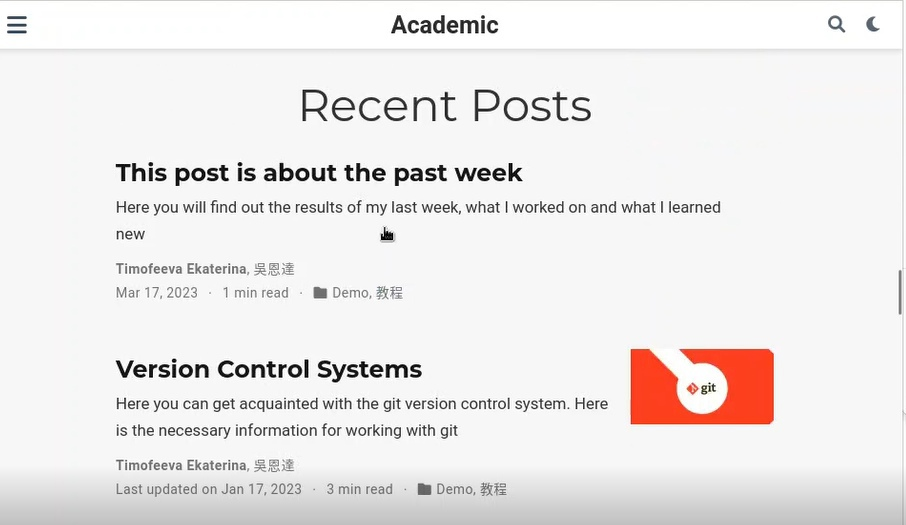 Academic
Recent Posts
This post is about the past week
Here you will find out the results of my last week, what I worked on and what I learned
new
Timofeeva Ekaterina, 吳恩達
Mar 17, 2023 · 1 min read · Demo, 教程
Version Control Systems
git
Here you can get acquainted with the git version control system. Here
is the necessary information for working with git
Timofeeva Ekaterina, 吳恩達
Last updated on Jan 17, 2023 · 3 min read · Demo, 教程